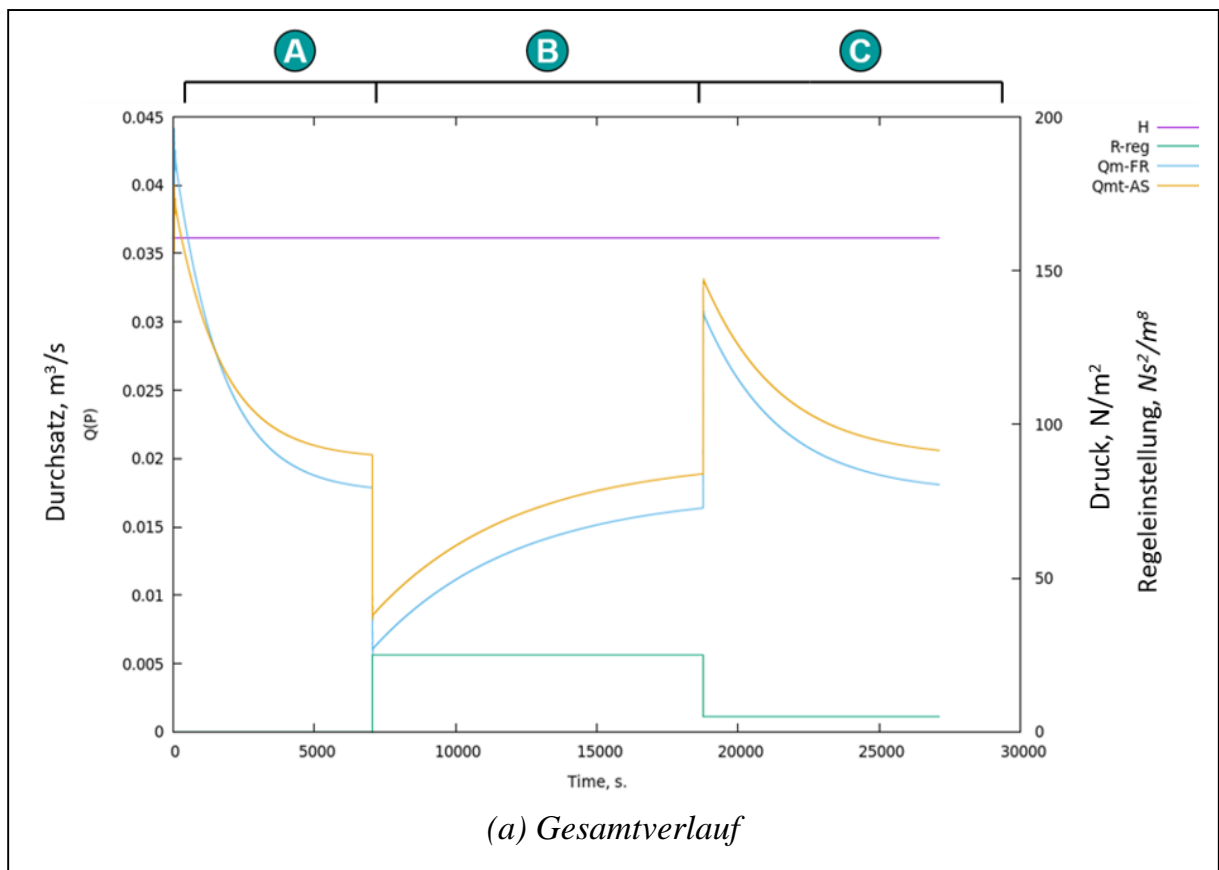 A
B
C
0.045
0.04
0.035
0.03
0.025
0.02
0.015
0.01
0.005
0
Durchsatz, m³/s
Q(P)
200
150
100
50
0
Druck, N/m²
Regeleinstellung, Ns²/m⁸
H
R-reg
Qm-FR
Qmt-AS
0 5000 10000 15000 20000 25000 30000
Time, s.
(a) Gesamtverlauf